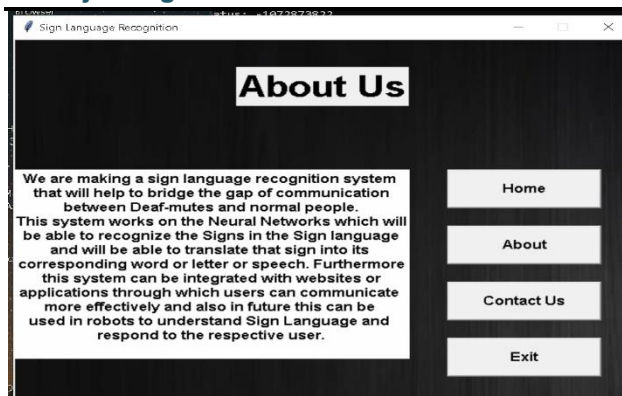 Sign Language Recognition
About Us
We are making a sign language recognition system
that will help to bridge the gap of communication
between Deaf-mutes and normal people.
This system works on the Neural Networks which will
be able to recognize the Signs in the Sign language
and will be able to translate that sign into its
corresponding word or letter or speech. Furthermore
this system can be integrated with websites or
applications through which users can communicate
more effectively and also in future this can be
used in robots to understand Sign Language and
respond to the respective user.
Home
About
Contact Us
Exit